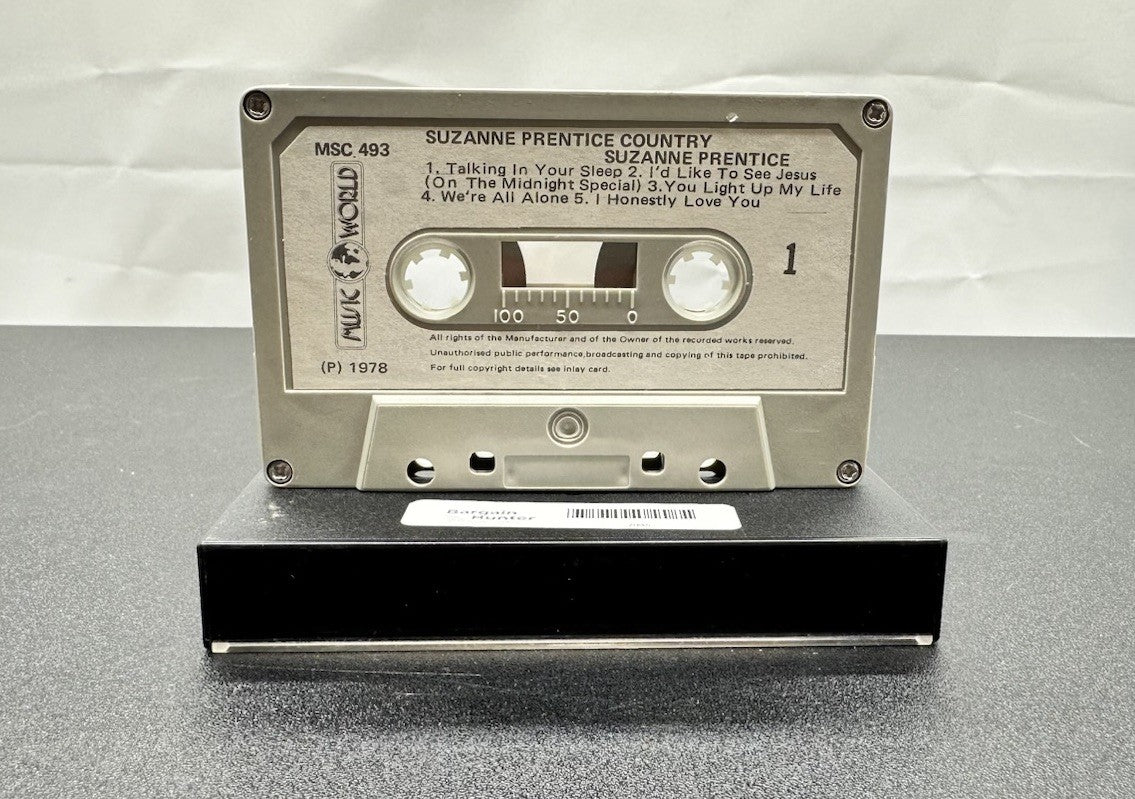 SUZANNE PRENTICE COUNTRY
MSC 493
SUZANNE PRENTICE
1. Talking In Your Sleep 2. I'd Like To See Jesus
(On The Midnight Special) 3.You Light Up My Life
4. We're All Alone 5. I Honestly Love You
MUSIC WORLD
1
100 50 0
All rights of the Manufacturer and of the Owner of the recorded works reserved.
Unauthorised public performance,broadcasting and copying of this tape prohibited.
For full copyright details see inlay card.
(P) 1978
Bargain
Hunter